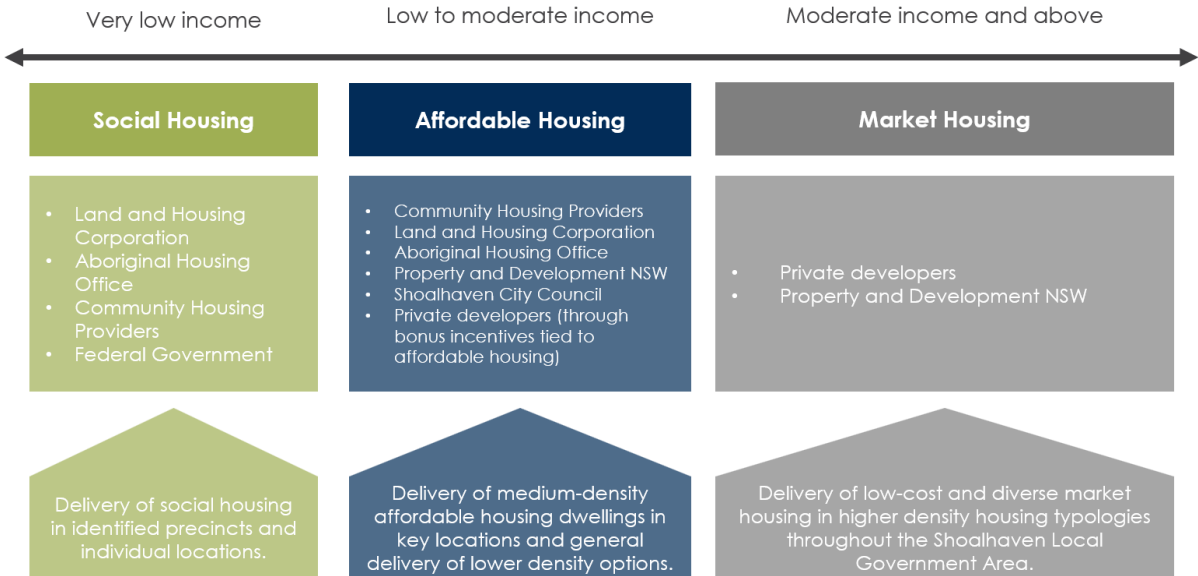 Very low income
Low to moderate income
Moderate income and above
Social Housing
Affordable Housing
Market Housing
• Land and Housing
Corporation
• Aboriginal Housing
Office
• Community Housing
Providers
• Federal Government
• Community Housing Providers
• Land and Housing Corporation
• Aboriginal Housing Office
• Property and Development NSW
• Shoalhaven City Council
• Private developers (through
bonus incentives tied to
affordable housing)
• Private developers
• Property and Development NSW
Delivery of social housing
in identified precincts and
individual locations.
Delivery of medium-density
affordable housing dwellings in
key locations and general
delivery of lower density options.
Delivery of low-cost and diverse market
housing in higher density housing typologies
throughout the Shoalhaven Local
Government Area.